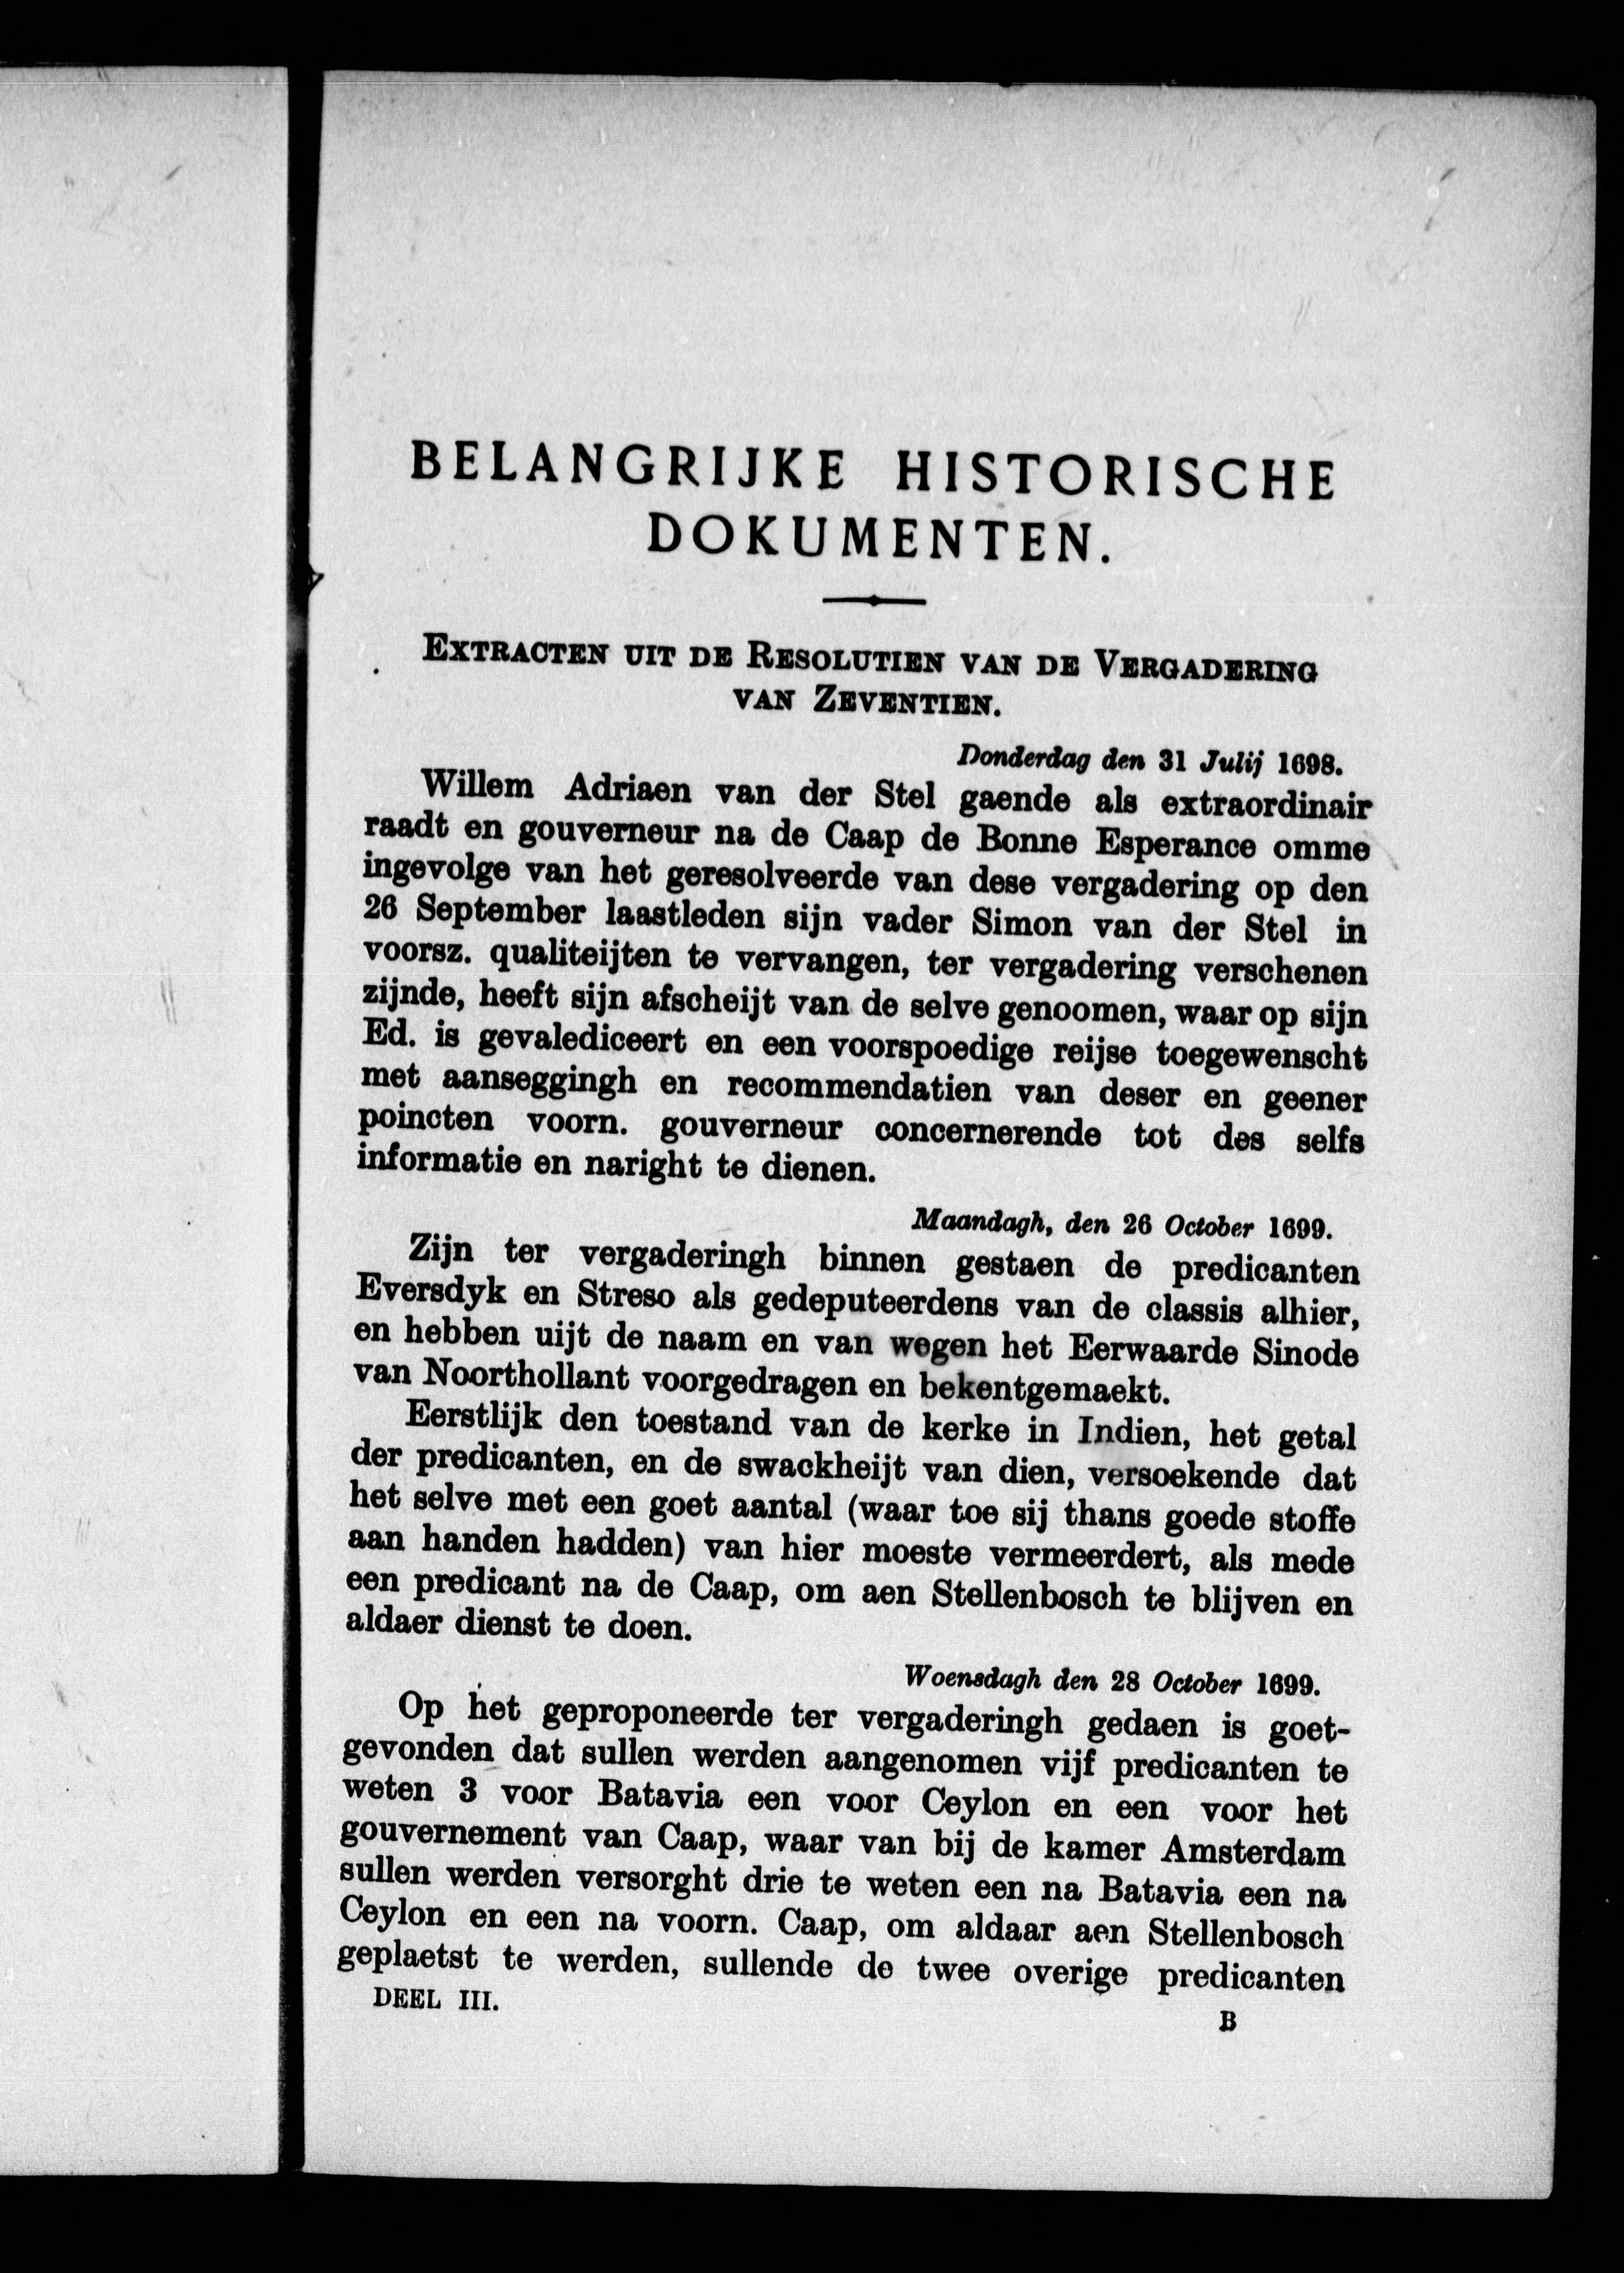 BELANGRIJKE HISTORISCHE
DOKUMENTEN.
EXTRACTEN UIT DE RESOLUTIEN VAN DE VERGADERING
VAN ZEVENTIEN.
Donderdag den 31 Julij 1698.
Willem Adriaen van der Stel gaende als extraordinair
raadt en gouverneur na de Caap de Bonne Esperance omme
ingevolge van het geresolveerde van dese vergadering op den
26 September laastleden sijn vader Simon van der Stel in
voorsz. qualiteijten te vervangen, ter vergadering verschenen
zijnde, heeft sijn afscheijt van de selve genoomen, waar op sijn
Ed. is gevalediceert en een voorspoedige reijse toegewenscht
met aanseggingh en recommendatien van deser en geener
poincten voorn. gouverneur concernerende tot des selfs
informatie en naright te dienen.
Maandagh, den 26 October 1699.
Zijn ter vergaderingh binnen gestaen de predicanten
Eversdyk en Streso als gedeputeerdens van de classis alhier,
en hebben uijt de naam en van wegen het Eerwaarde Sinode
van Noorthollant voorgedragen en bekentgemaekt.
Eerstlijk den toestand van de kerke in Indien, het getal
der predicanten, en de swackheijt van dien, versoekende dat
het selve met een goet aantal (waar toe sij thans goede stoffe
aan handen hadden) van hier moeste vermeerdert, als mede
een predicant na de Caap, om aen Stellenbosch te blijven en
aldaer dienst te doen.
Woensdagh den 28 October 1699.
Op het geproponeerde ter vergaderingh gedaen is goet-
gevonden dat sullen werden aangenomen vijf predicanten te
weten 3 voor Batavia een voor Ceylon en een voor het
gouvernement van Caap, waar van bij de kamer Amsterdam
sullen werden versorght drie te weten een na Batavia een na
Ceylon en een na voorn. Caap, om aldaar aen Stellenbosch
geplaetst te werden, sullende de twee overige predicanten
DEEL III.
B